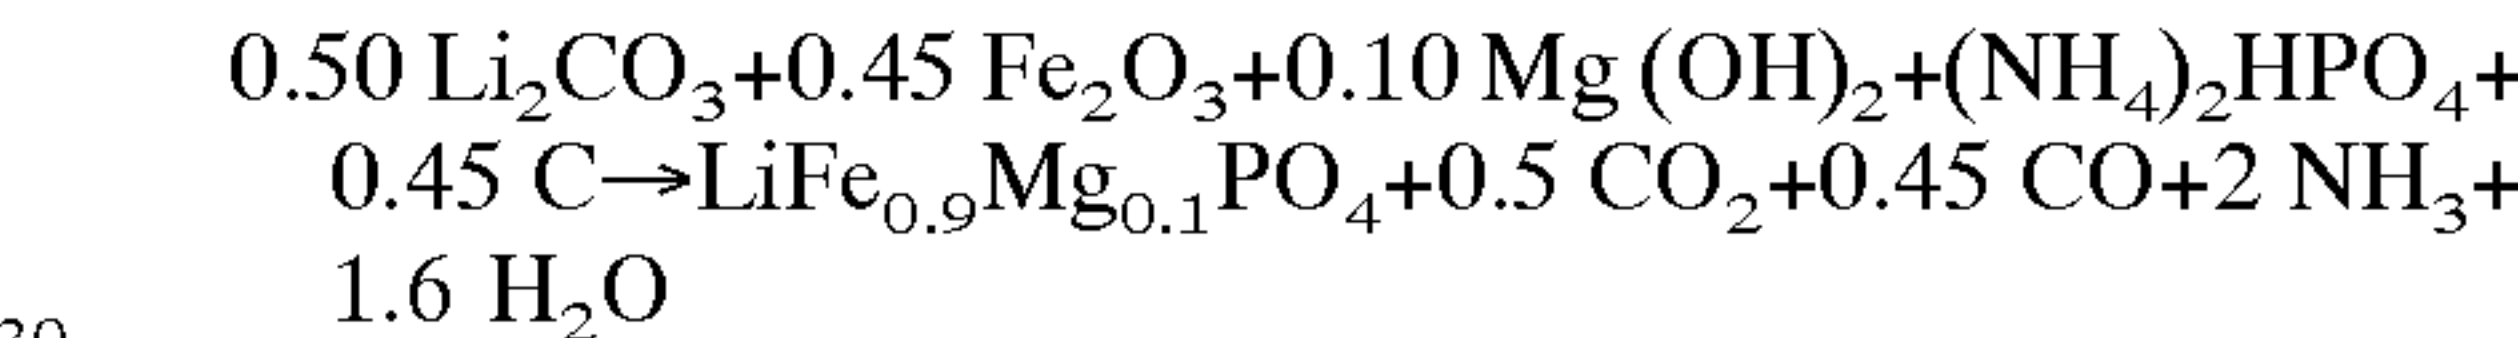 0.50 Li₂CO₃+0.45 Fe₂O₃+0.10 Mg(OH)₂+(NH₄)₂HPO₄+
0.45 C→LiFe₀.₉Mg₀.₁PO₄+0.5 CO₂+0.45 CO+2 NH₃+
1.6 H₂O